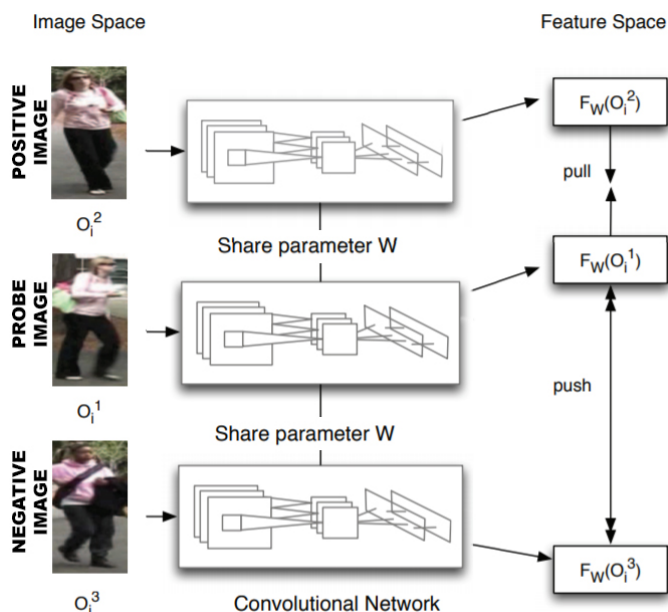 Image Space
Feature Space
POSITIVE
IMAGE
O_i^2
F_W(O_i^2)
pull
Share parameter W
PROBE
IMAGE
O_i^1
F_W(O_i^1)
push
Share parameter W
NEGATIVE
IMAGE
O_i^3
F_W(O_i^3)
Convolutional Network